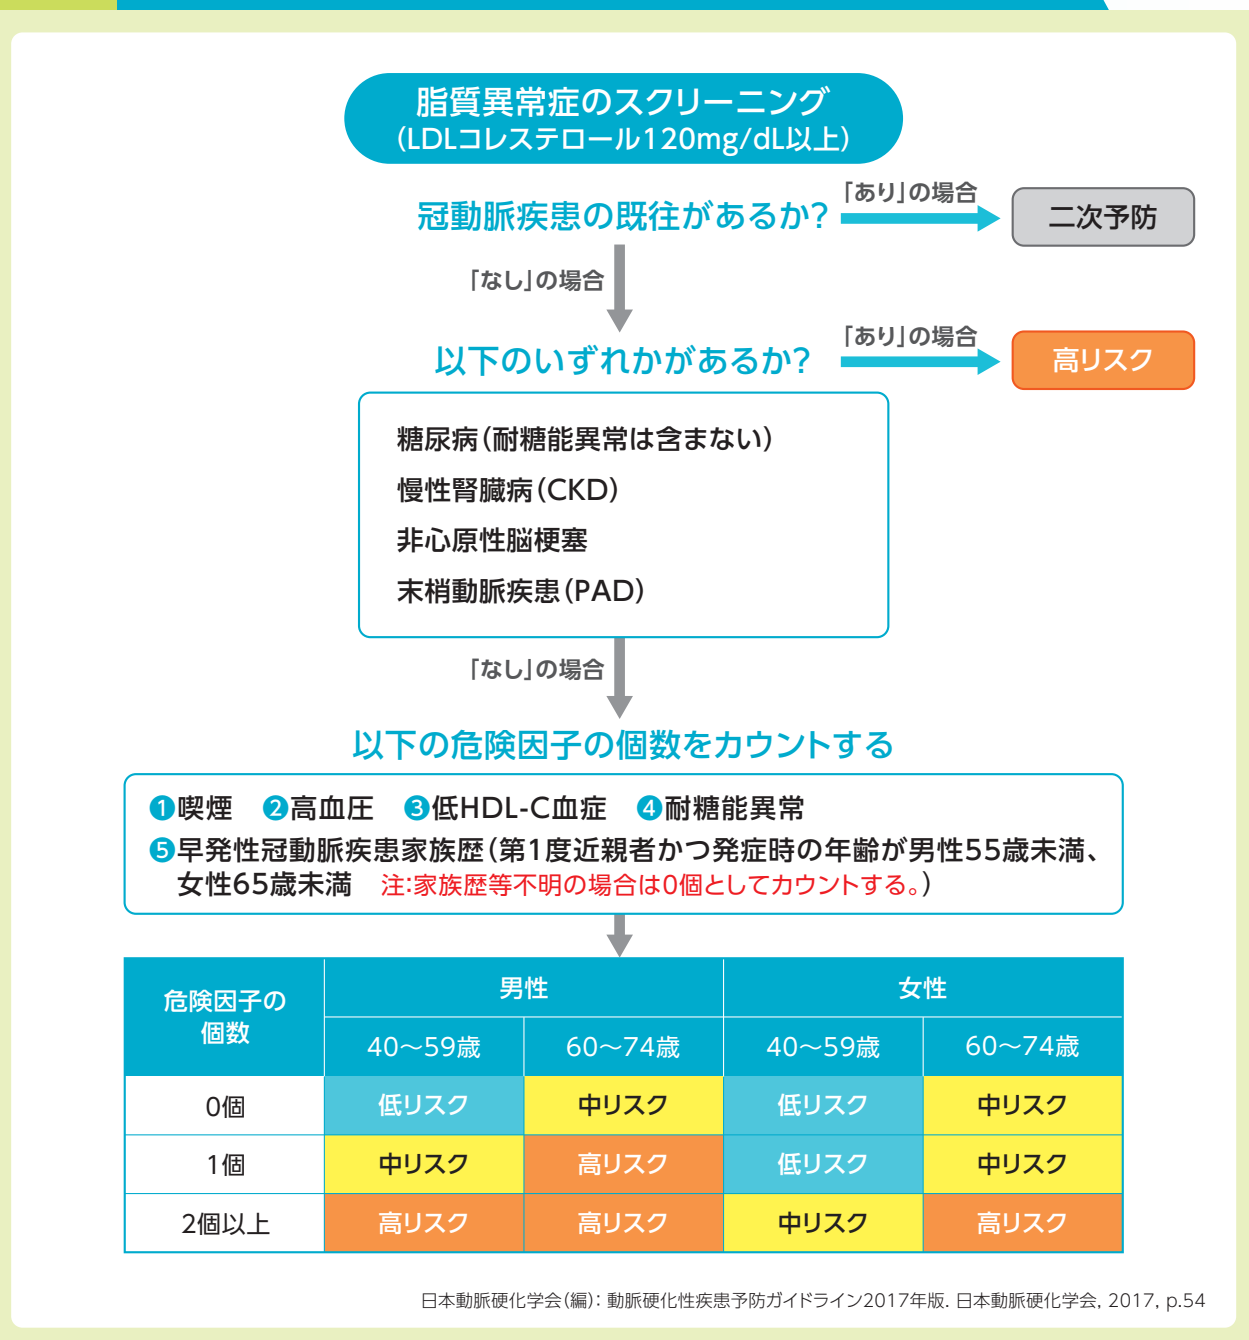 脂質異常症のスクリーニング
(LDLコレステロール120mg/dL以上)
冠動脈疾患の既往があるか?
「あり」の場合
二次予防
「なし」の場合
以下のいずれかがあるか?
「あり」の場合
高リスク
糖尿病(耐糖能異常は含まない)
慢性腎臓病(CKD)
非心原性脳梗塞
末梢動脈疾患(PAD)
「なし」の場合
以下の危険因子の個数をカウントする
❶喫煙 ❷高血圧 ❸低HDL-C血症 ❹耐糖能異常
❺早発性冠動脈疾患家族歴(第1度近親者かつ発症時の年齢が男性55歳未満、
女性65歳未満 注:家族歴等不明の場合は0個としてカウントする。)
危険因子の
個数
男性 女性
40〜59歳 60〜74歳 40〜59歳 60〜74歳
0個 低リスク 中リスク 低リスク 中リスク
1個 中リスク 高リスク 低リスク 中リスク
2個以上 高リスク 高リスク 中リスク 高リスク
日本動脈硬化学会(編): 動脈硬化性疾患予防ガイドライン2017年版. 日本動脈硬化学会, 2017, p.54